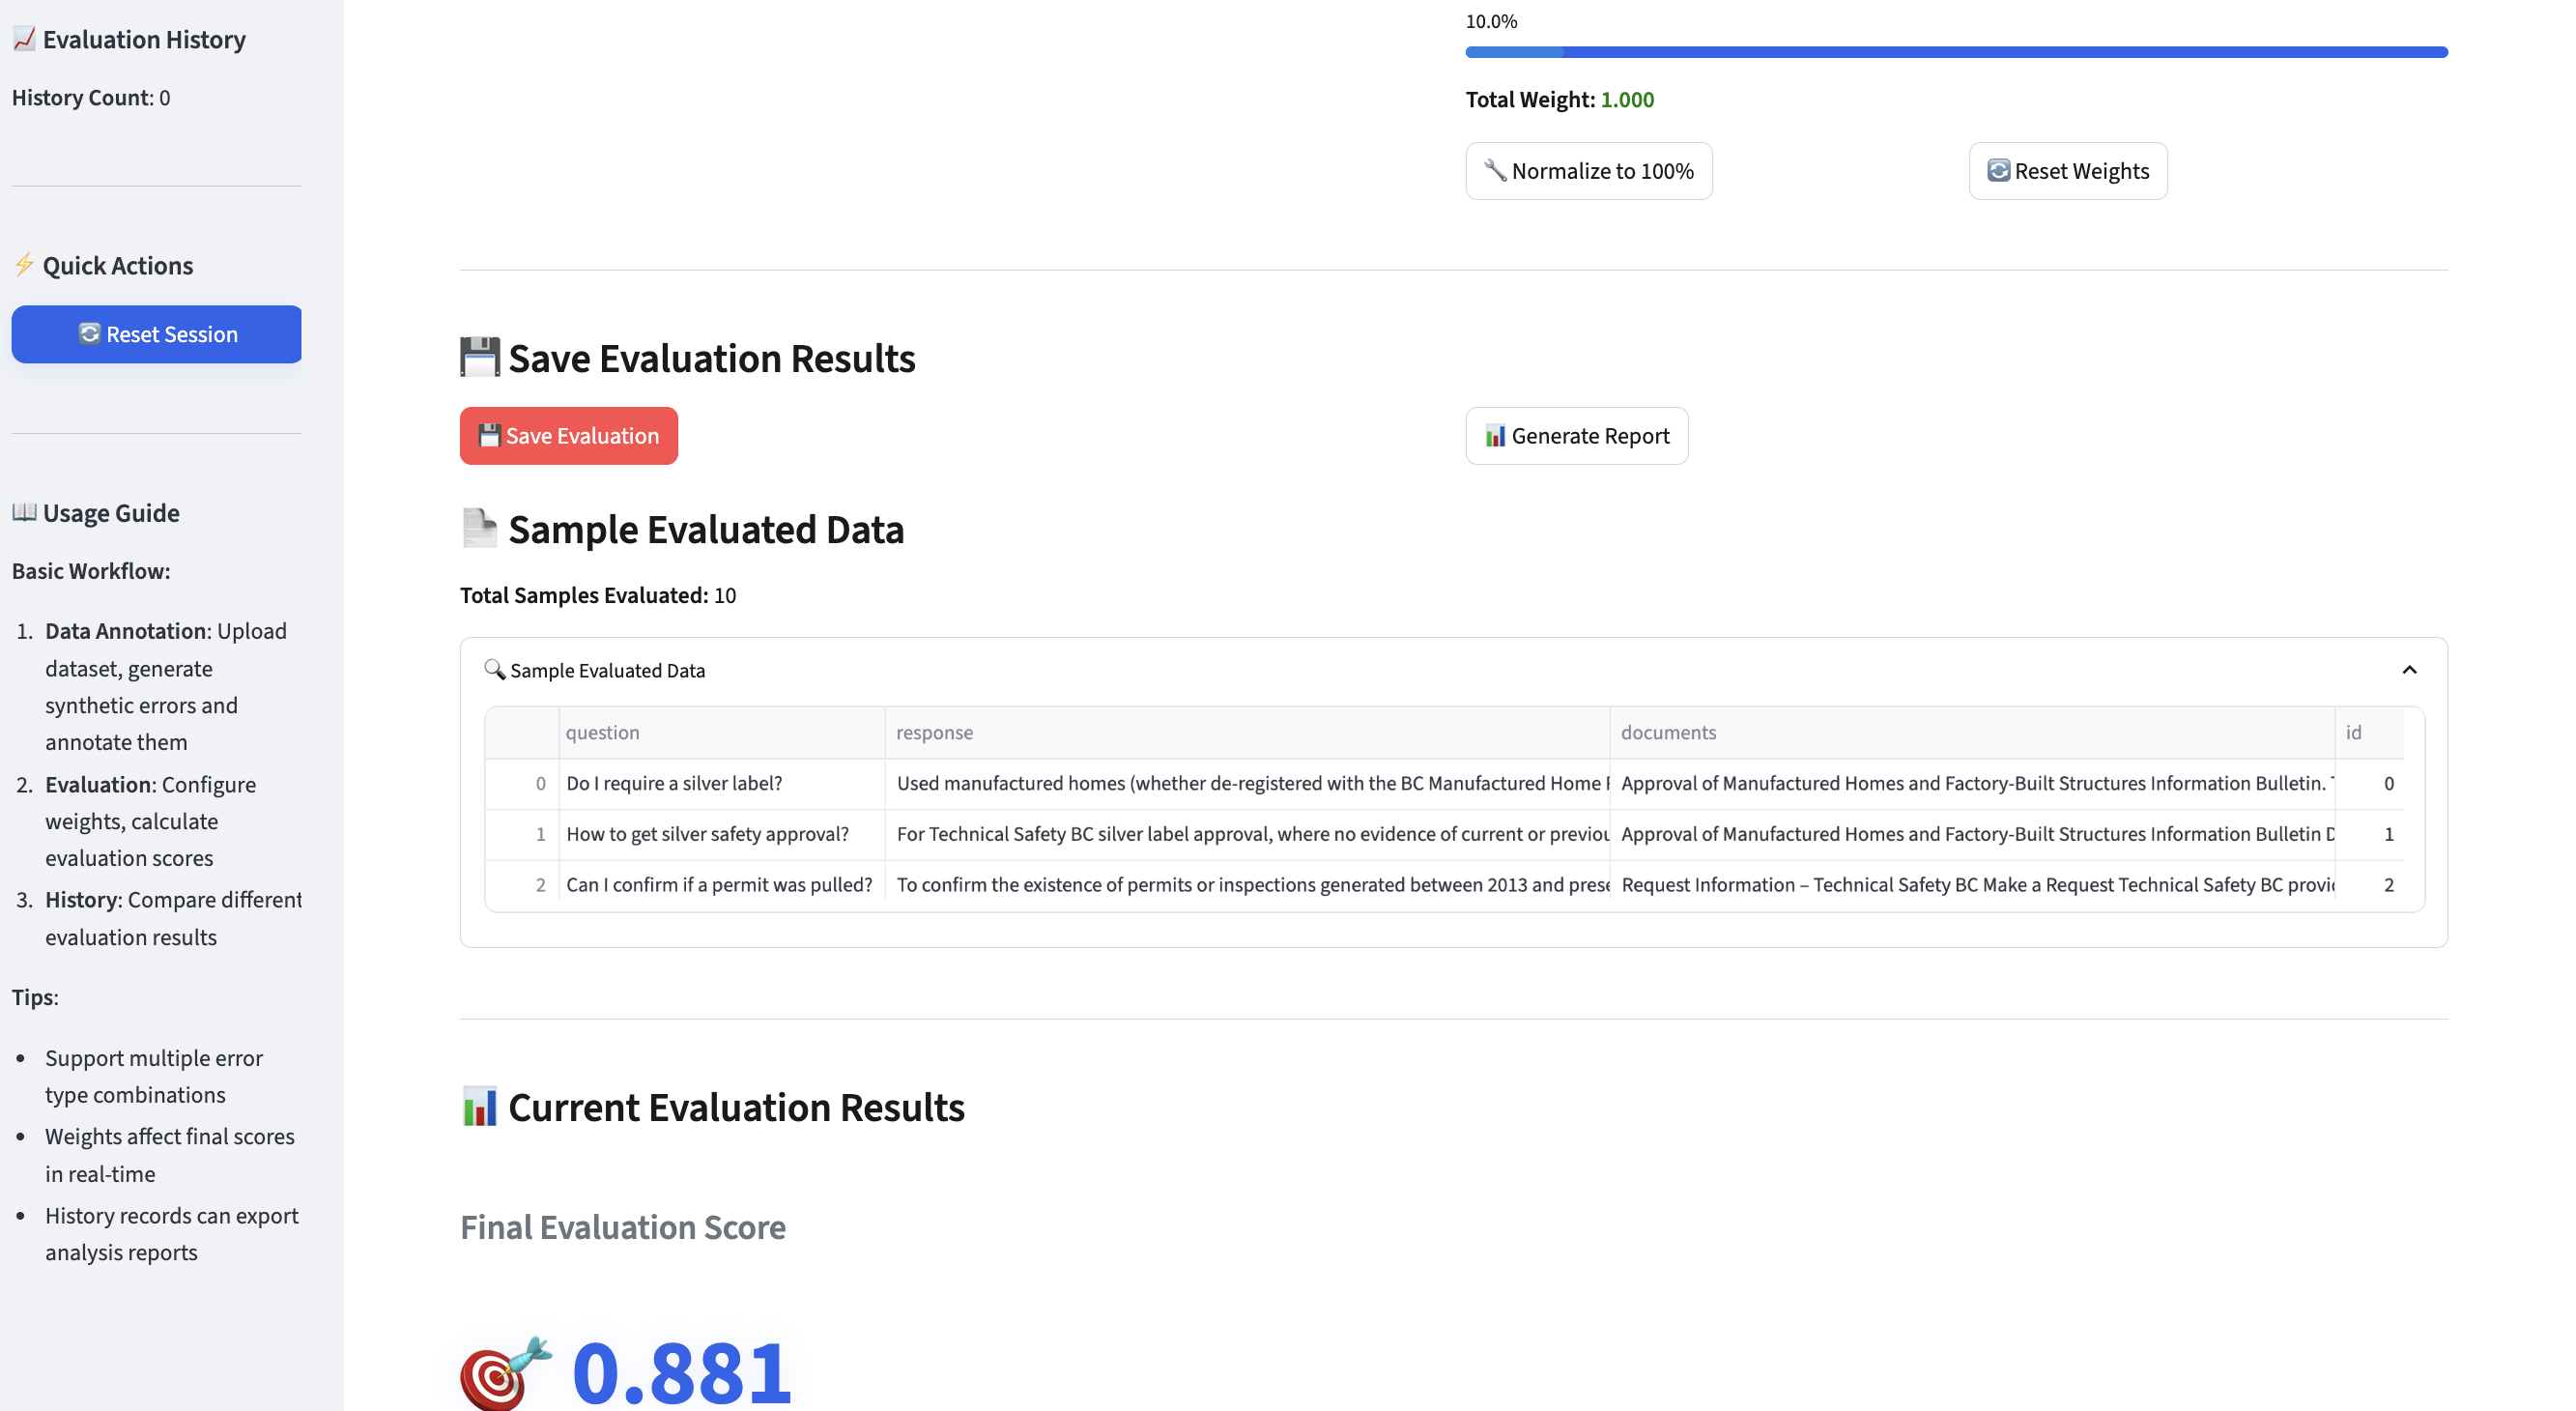 Evaluation History
History Count: 0
Quick Actions
Reset Session
Usage Guide
Basic Workflow:
1. Data Annotation: Upload
dataset, generate
synthetic errors and
annotate them
2. Evaluation: Configure
weights, calculate
evaluation scores
3. History: Compare different
evaluation results
Tips:
• Support multiple error
type combinations
• Weights affect final scores
in real-time
• History records can export
analysis reports
10.0%
Total Weight: 1.000
Normalize to 100%
Reset Weights
Save Evaluation Results
Save Evaluation
Generate Report
Sample Evaluated Data
Total Samples Evaluated: 10
Sample Evaluated Data
question response documents id
0 Do I require a silver label? Used manufactured homes (whether de-registered with the BC Manufactured Home Approval of Manufactured Homes and Factory-Built Structures Information Bulletin. 0
1 How to get silver safety approval? For Technical Safety BC silver label approval, where no evidence of current or previou Approval of Manufactured Homes and Factory-Built Structures Information Bulletin D 1
2 Can I confirm if a permit was pulled? To confirm the existence of permits or inspections generated between 2013 and prese Request Information – Technical Safety BC Make a Request Technical Safety BC provi 2
Current Evaluation Results
Final Evaluation Score
0.881